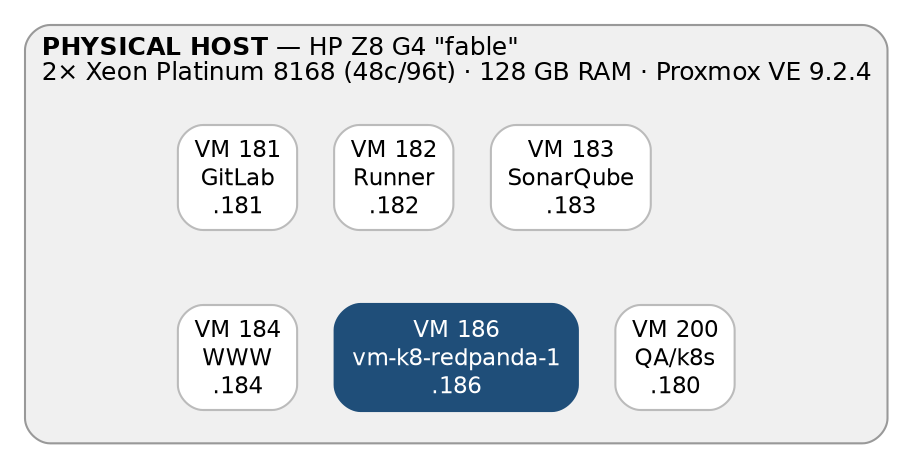 PHYSICAL HOST — HP Z8 G4 "fable"
2× Xeon Platinum 8168 (48c/96t) · 128 GB RAM · Proxmox VE 9.2.4
VM 181
GitLab
.181
VM 182
Runner
.182
VM 183
SonarQube
.183
VM 184
WWW
.184
VM 186
vm-k8-redpanda-1
.186
VM 200
QA/k8s
.180